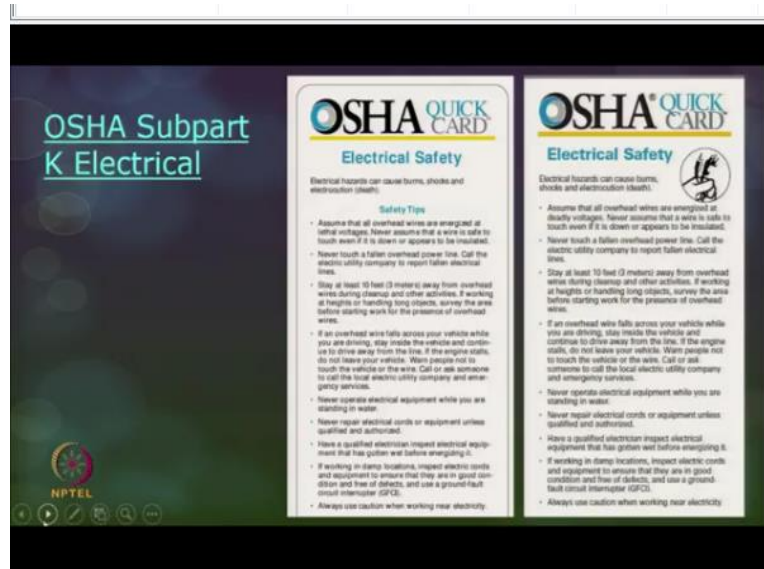 OSHA Subpart
K Electrical
OSHA QUICK
CARD
Electrical Safety
Electrical hazards can cause burns, shocks and
electrocution (death).
Safety Tips
• Assume that all overhead wires are energized at
lethal voltages. Never assume that a wire is safe to
touch even if it is down or appears to be insulated.
• Never touch a fallen overhead power line. Call the
electric utility company to report fallen electrical
lines.
• Stay at least 10 feet (3 meters) away from overhead
wires during cleanup and other activities. If working
at heights or handling long objects, survey the area
before starting work for the presence of overhead
wires.
• If an overhead wire falls across your vehicle while
you are driving, stay inside the vehicle and contin-
ue to drive away from the line. If the engine stalls,
do not leave your vehicle. Warn people not to
touch the vehicle or the wire. Call or ask someone
to call the local electric utility company and emer-
gency services.
• Never operate electrical equipment while you are
standing in water.
• Never repair electrical cords or equipment unless
qualified and authorized.
• Have a qualified electrician inspect electrical equip-
ment that has gotten wet before energizing it.
• If working in damp locations, inspect electric cords
and equipment to ensure that they are in good con-
dition and free of defects, and use a ground-fault
circuit interrupter (GFCI).
• Always use caution when working near electricity.
OSHA® QUICK
CARD
Electrical Safety
Electrical hazards can cause burns,
shocks and electrocution (death).
• Assume that all overhead wires are energized at
deadly voltages. Never assume that a wire is safe to
touch even if it is down or appears to be insulated.
• Never touch a fallen overhead power line. Call the
electric utility company to report fallen electrical
lines.
• Stay at least 10 feet (3 meters) away from overhead
wires during cleanup and other activities. If working
at heights or handling long objects, survey the area
before starting work for the presence of overhead
wires.
• If an overhead wire falls across your vehicle while
you are driving, stay inside the vehicle and
continue to drive away from the line. If the engine
stalls, do not leave your vehicle. Warn people not
to touch the vehicle or the wire. Call or ask
someone to call the local electric utility company
and emergency services.
• Never operate electrical equipment while you are
standing in water.
• Never repair electrical cords or equipment unless
qualified and authorized.
• Have a qualified electrician inspect electrical
equipment that has gotten wet before energizing it.
• If working in damp locations, inspect electric cords
and equipment to ensure that they are in good
condition and free of defects, and use a ground-
fault circuit interrupter (GFCI).
• Always use caution when working near electricity.
NPTEL